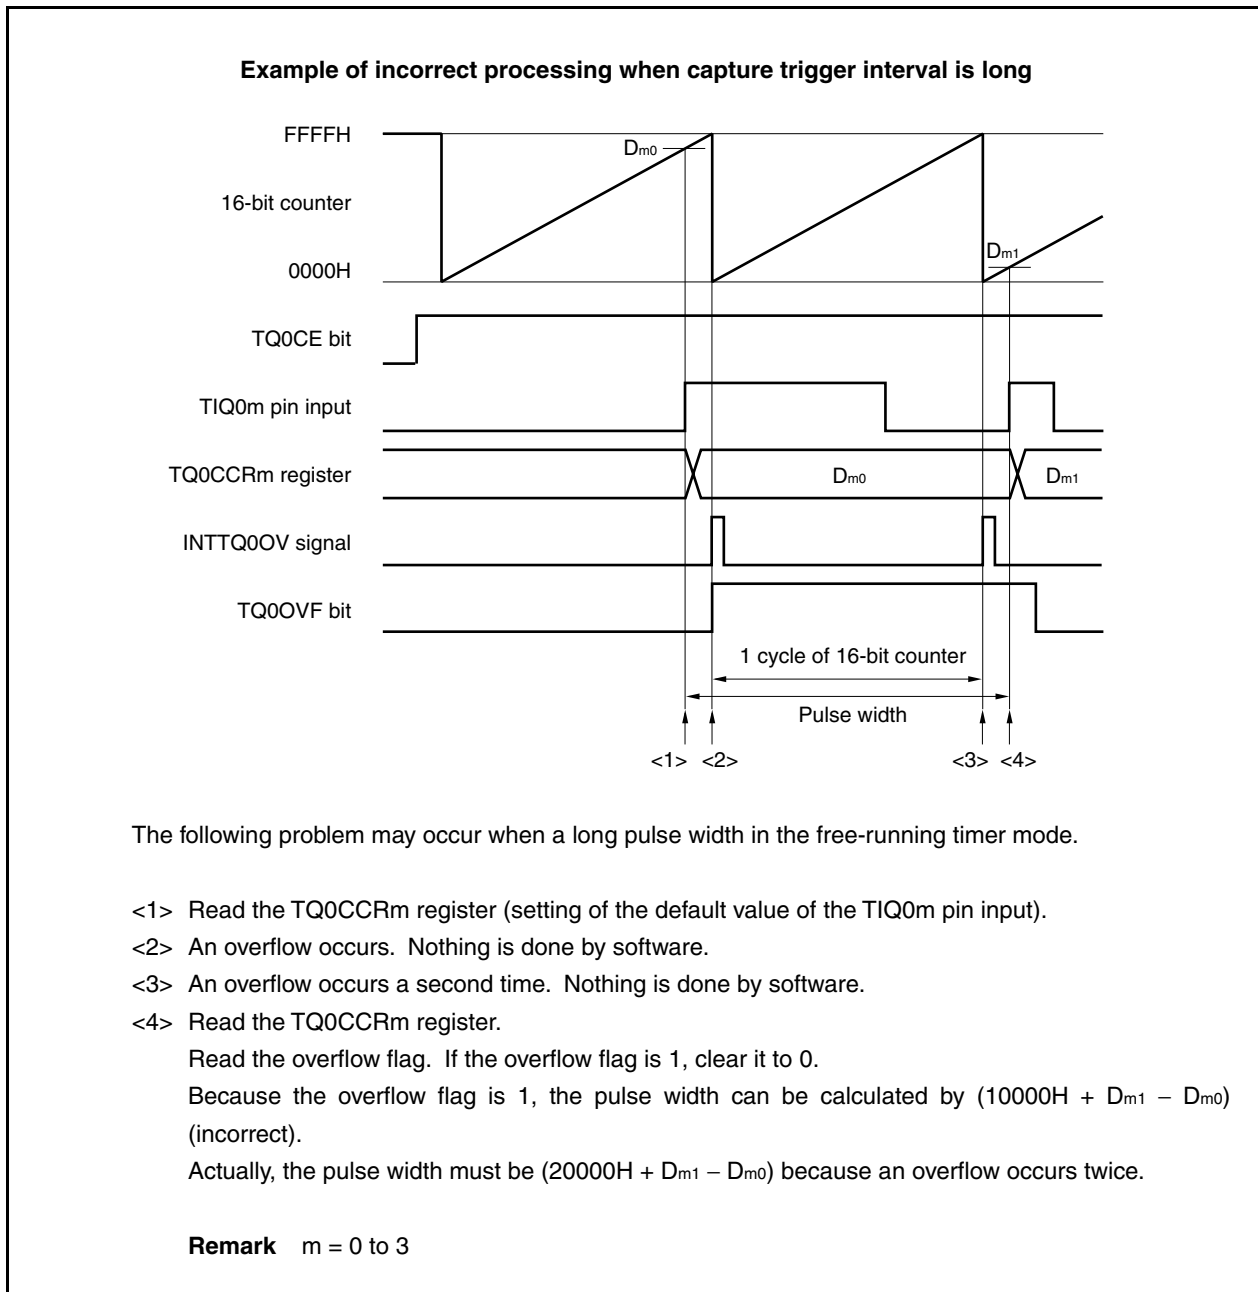 Example of incorrect processing when capture trigger interval is long
FFFFH
Dm0
16-bit counter
Dm1
0000H
TQ0CE bit
TIQ0m pin input
TQ0CCRm register
Dm0
Dm1
INTTQ0OV signal
TQ0OVF bit
1 cycle of 16-bit counter
Pulse width
<1> <2> <3> <4>
The following problem may occur when a long pulse width in the free-running timer mode.
<1> Read the TQ0CCRm register (setting of the default value of the TIQ0m pin input).
<2> An overflow occurs. Nothing is done by software.
<3> An overflow occurs a second time. Nothing is done by software.
<4> Read the TQ0CCRm register.
Read the overflow flag. If the overflow flag is 1, clear it to 0.
Because the overflow flag is 1, the pulse width can be calculated by (10000H + Dm1 − Dm0)
(incorrect).
Actually, the pulse width must be (20000H + Dm1 − Dm0) because an overflow occurs twice.
Remark m = 0 to 3